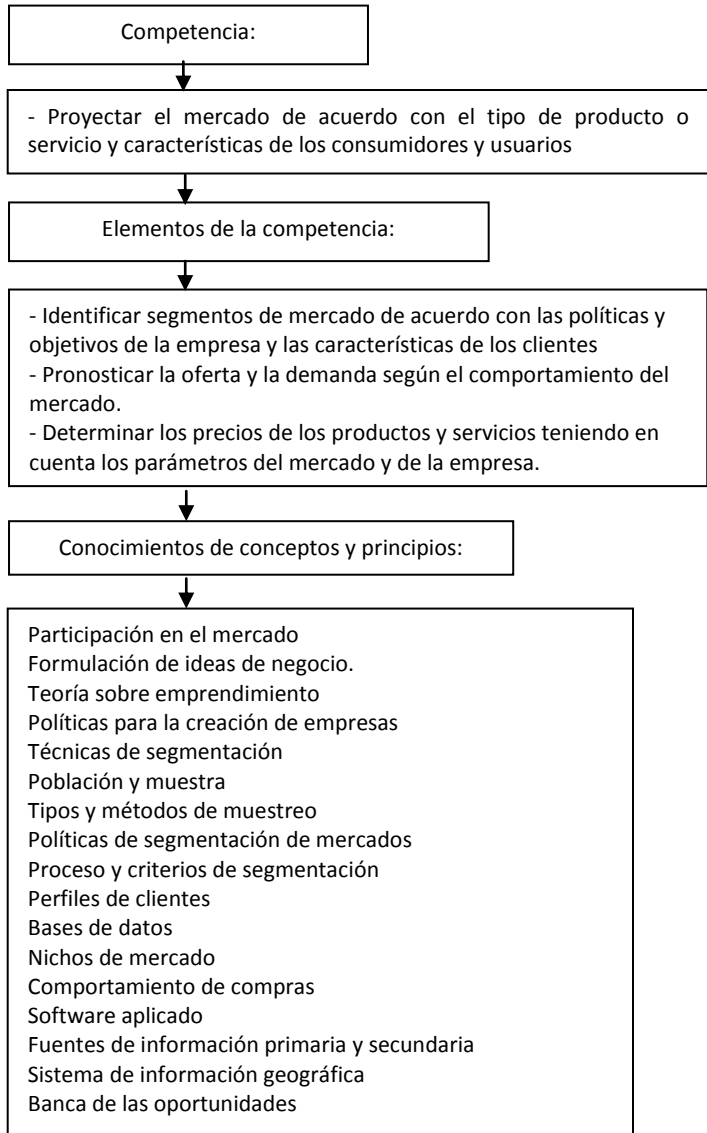 Competencia:
- Proyectar el mercado de acuerdo con el tipo de producto o
servicio y características de los consumidores y usuarios
Elementos de la competencia:
- Identificar segmentos de mercado de acuerdo con las políticas y
objetivos de la empresa y las características de los clientes
- Pronosticar la oferta y la demanda según el comportamiento del
mercado.
- Determinar los precios de los productos y servicios teniendo en
cuenta los parámetros del mercado y de la empresa.
Conocimientos de conceptos y principios:
Participación en el mercado
Formulación de ideas de negocio.
Teoría sobre emprendimiento
Políticas para la creación de empresas
Técnicas de segmentación
Población y muestra
Tipos y métodos de muestreo
Políticas de segmentación de mercados
Proceso y criterios de segmentación
Perfiles de clientes
Bases de datos
Nichos de mercado
Comportamiento de compras
Software aplicado
Fuentes de información primaria y secundaria
Sistema de información geográfica
Banca de las oportunidades